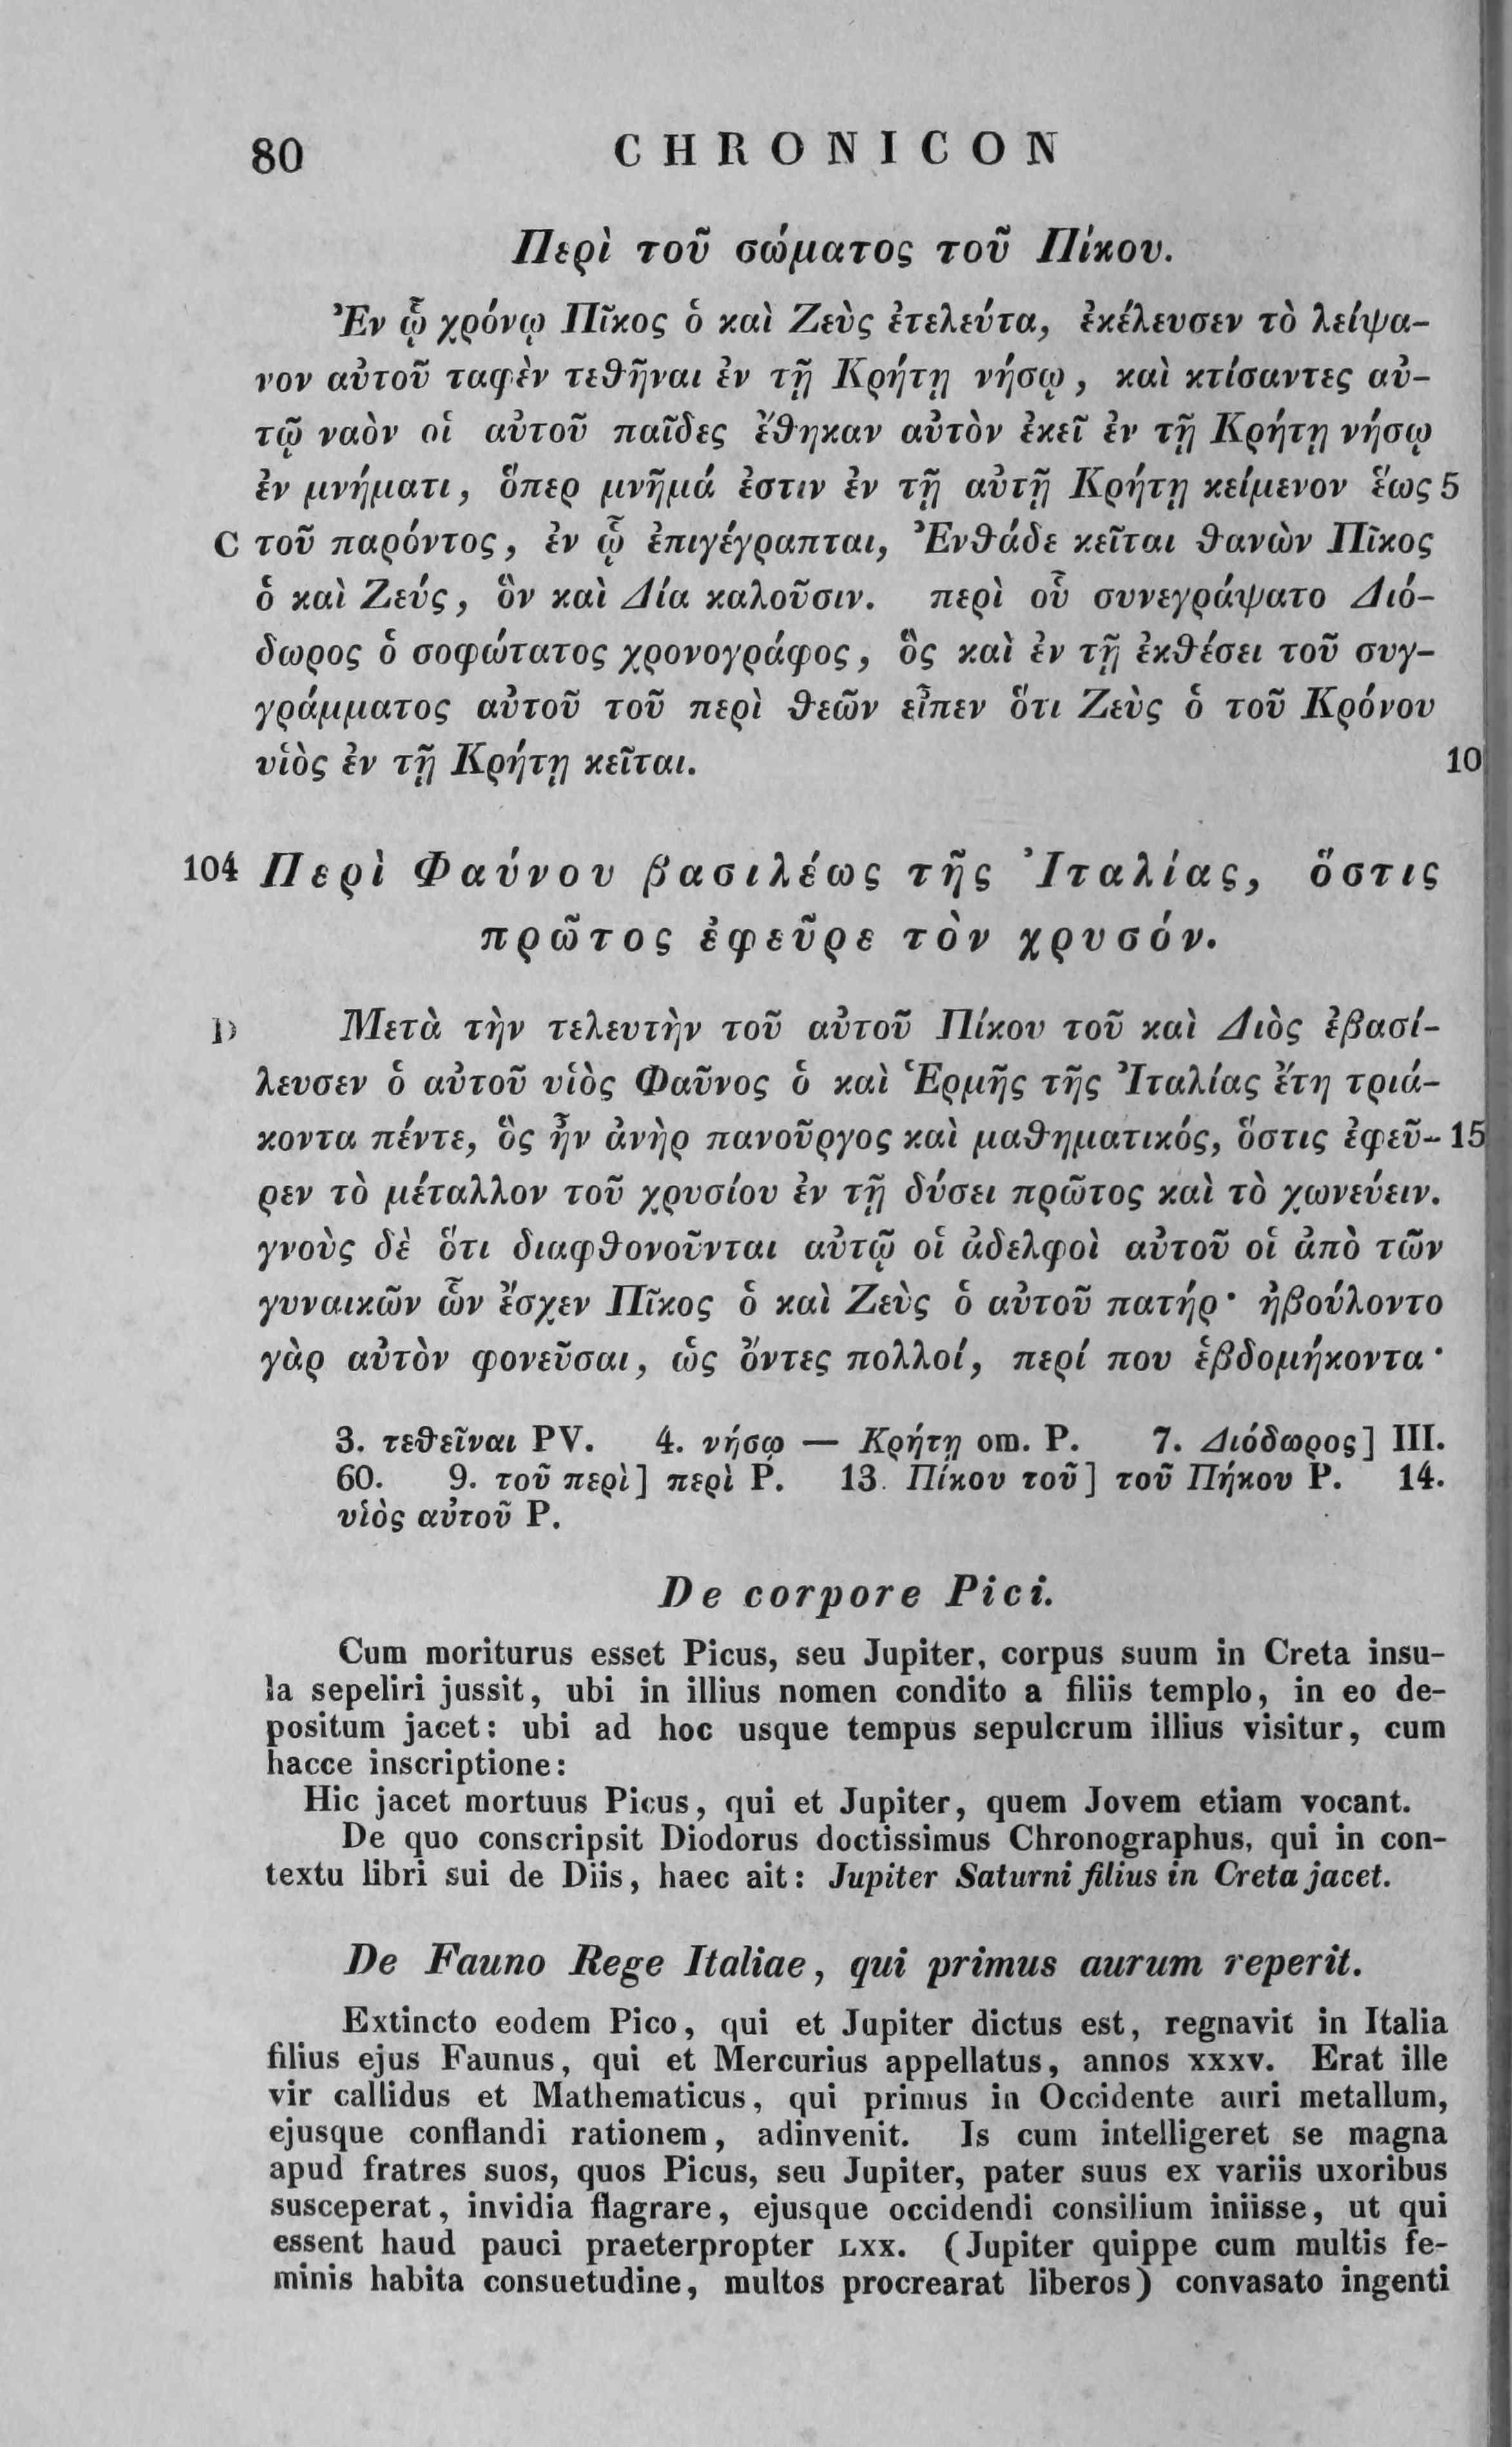 80 CHRONICON
Περὶ τοῦ σώματος τοῦ Πίκου.
Ἐν ᾧ χρόνῳ Πῖκος ὁ καὶ Ζεὺς ἐτελεύτα, ἐκέλευσεν τὸ λείψα-
νον αὐτοῦ ταφὲν τεθῆναι ἐν τῇ Κρήτῃ νήσῳ, καὶ κτίσαντες αὐ-
τῷ ναὸν οἱ αὐτοῦ παῖδες ἔθηκαν αὐτὸν ἐκεῖ ἐν τῇ Κρήτῃ νήσῳ
ἐν μνήματι, ὅπερ μνῆμά ἐστιν ἐν τῇ αὐτῇ Κρήτῃ κείμενον ἕως 5
C τοῦ παρόντος, ἐν ᾧ ἐπιγέγραπται, Ἐνθάδε κεῖται θανὼν Πῖκος
ὁ καὶ Ζεύς, ὃν καὶ Δία καλοῦσιν. περὶ οὗ συνεγράψατο Διό-
δωρος ὁ σοφώτατος χρονογράφος, ὃς καὶ ἐν τῇ ἐκθέσει τοῦ συγ-
γράμματος αὐτοῦ τοῦ περὶ θεῶν εἶπεν ὅτι Ζεὺς ὁ τοῦ Κρόνου
υἱὸς ἐν τῇ Κρήτῃ κεῖται. 10
104 Περὶ Φαύνου βασιλέως τῆς Ἰταλίας, ὅστις
πρῶτος ἐφεῦρε τὸν χρυσόν.
D Μετὰ τὴν τελευτὴν τοῦ αὐτοῦ Πίκου τοῦ καὶ Διὸς ἐβασί-
λευσεν ὁ αὐτοῦ υἱὸς Φαῦνος ὁ καὶ Ἑρμῆς τῆς Ἰταλίας ἔτη τριά-
κοντα πέντε, ὃς ἦν ἀνὴρ πανοῦργος καὶ μαθηματικός, ὅστις ἐφεῦ- 15
ρεν τὸ μέταλλον τοῦ χρυσίου ἐν τῇ δύσει πρῶτος καὶ τὸ χωνεύειν.
γνοὺς δὲ ὅτι διαφθονοῦνται αὐτῷ οἱ ἀδελφοὶ αὐτοῦ οἱ ἀπὸ τῶν
γυναικῶν ὧν ἔσχεν Πῖκος ὁ καὶ Ζεὺς ὁ αὐτοῦ πατήρ· ἠβούλοντο
γὰρ αὐτὸν φονεῦσαι, ὡς ὄντες πολλοί, περί που ἑβδομήκοντα·
3. τεθεῖναι PV. 4. νήσῳ — Κρήτῃ om. P. 7. Διόδωρος] III.
60. 9. τοῦ περὶ] περὶ P. 13. Πίκου τοῦ] τοῦ Πήκου P. 14.
υἱὸς αὐτοῦ P.
De corpore Pici.
Cum moriturus esset Picus, seu Jupiter, corpus suum in Creta insu-
la sepeliri jussit, ubi in illius nomen condito a filiis templo, in eo de-
positum jacet: ubi ad hoc usque tempus sepulcrum illius visitur, cum
hacce inscriptione:
Hic jacet mortuus Picus, qui et Jupiter, quem Jovem etiam vocant.
De quo conscripsit Diodorus doctissimus Chronographus, qui in con-
textu libri sui de Diis, haec ait: Jupiter Saturni filius in Creta jacet.
De Fauno Rege Italiae, qui primus aurum reperit.
Extincto eodem Pico, qui et Jupiter dictus est, regnavit in Italia
filius ejus Faunus, qui et Mercurius appellatus, annos xxxv. Erat ille
vir callidus et Mathematicus, qui primus in Occidente auri metallum,
ejusque conflandi rationem, adinvenit. Is cum intelligeret se magna
apud fratres suos, quos Picus, seu Jupiter, pater suus ex variis uxoribus
susceperat, invidia flagrare, ejusque occidendi consilium iniisse, ut qui
essent haud pauci praeterpropter LXX. (Jupiter quippe cum multis fe-
minis habita consuetudine, multos procrearat liberos) convasato ingenti